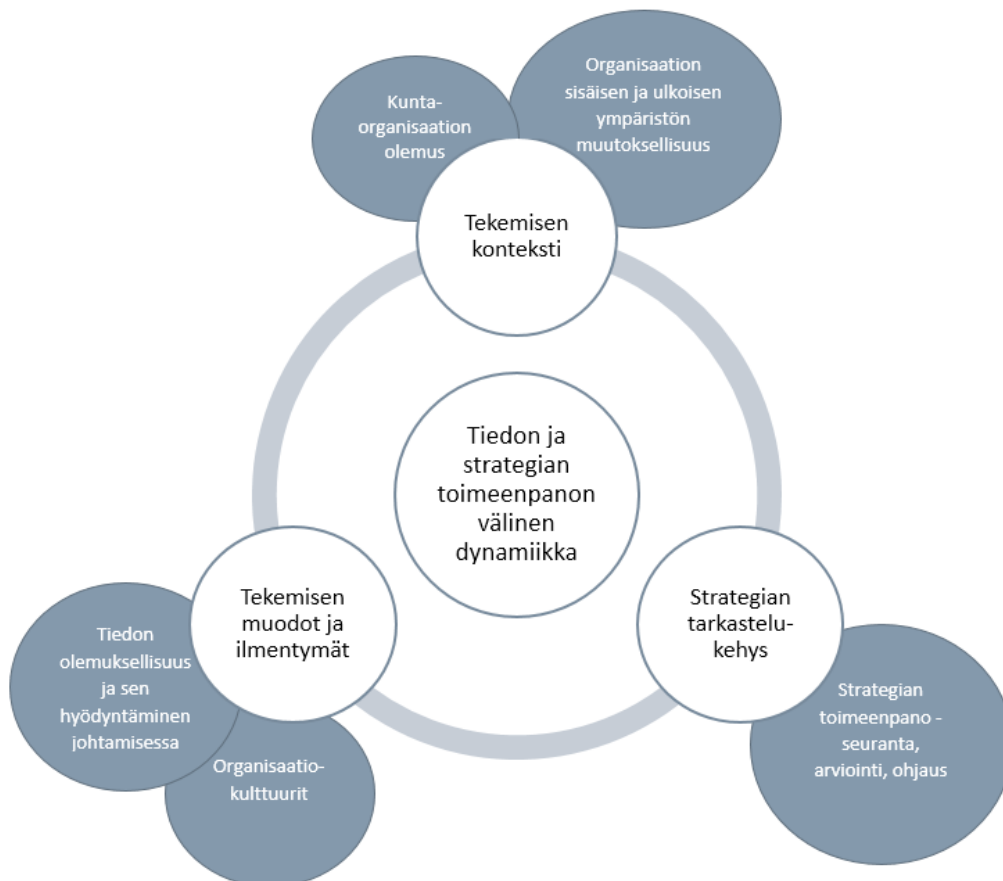 Organisaation
sisäisen ja ulkoisen
ympäristön
muutoksellisuus
Kunta-
organisaation
olemus
Tekemisen
konteksti
Tiedon ja
strategian
toimeenpanon
välinen
dynamiikka
Tekemisen
muodot ja
ilmentymät
Strategian
tarkastelu-
kehys
Tiedon
olemuksellisuus
ja sen
hyödyntäminen
johtamisessa
Organisaatio-
kulttuurit
Strategian
toimeenpano -
seuranta,
arviointi, ohjaus